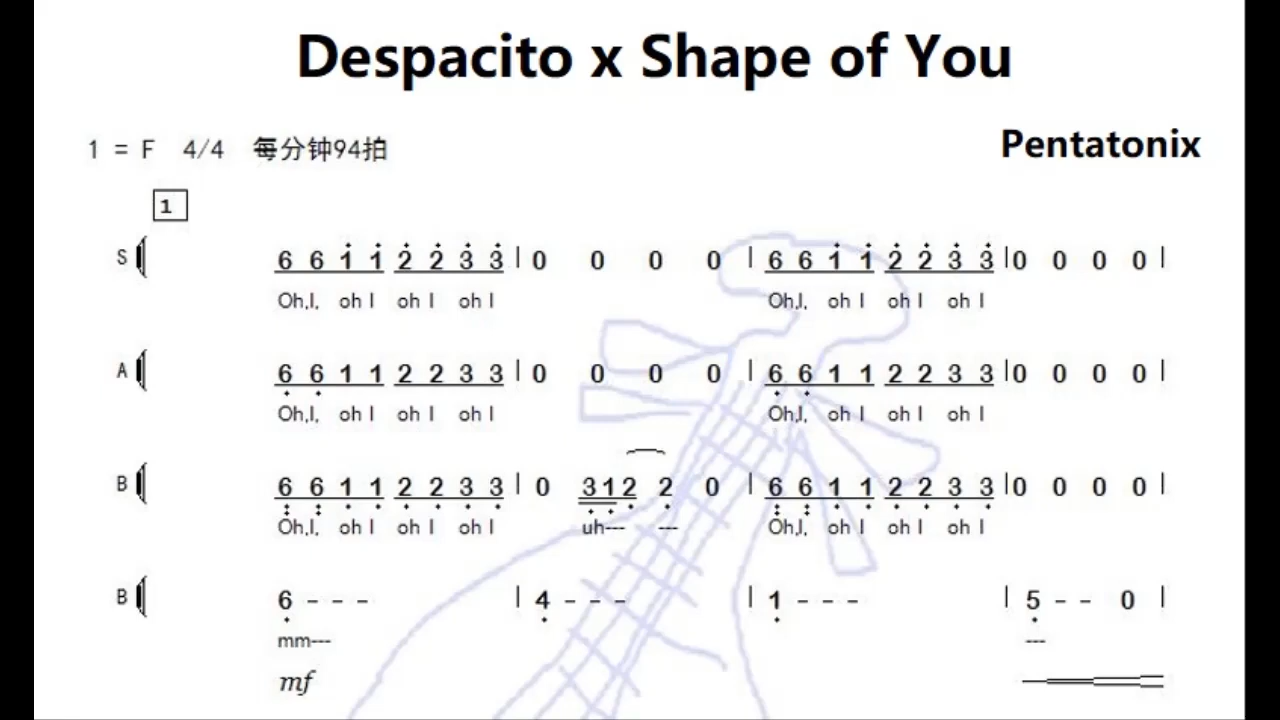 Despacito x Shape of You
1 = F 4/4 每分钟94拍
Pentatonix
1
S 6 6 1̇ 1̇ 2̇ 2̇ 3̇ 3̇ | 0 0 0 0 | 6 6 1̇ 1̇ 2̇ 2̇ 3̇ 3̇ | 0 0 0 0 |
Oh,I, oh I oh I oh I Oh,I, oh I oh I oh I
A 6̣ 6̣ 1 1 2 2 3 3 | 0 0 0 0 | 6̣ 6̣ 1 1 2 2 3 3 | 0 0 0 0 |
Oh,I, oh I oh I oh I Oh,I, oh I oh I oh I
B 6̣̣ 6̣̣ 1̣ 1̣ 2̣ 2̣ 3̣ 3̣ | 0 3̣ 1̣ 2̣ 2̣ 0 | 6̣̣ 6̣̣ 1̣ 1̣ 2̣ 2̣ 3̣ 3̣ | 0 0 0 0 |
Oh,I, oh I oh I oh I uh--- --- Oh,I, oh I oh I oh I
B 6̣ - - - | 4̣ - - - | 1̣ - - - | 5̣ - - 0 |
mm--- ---
mf